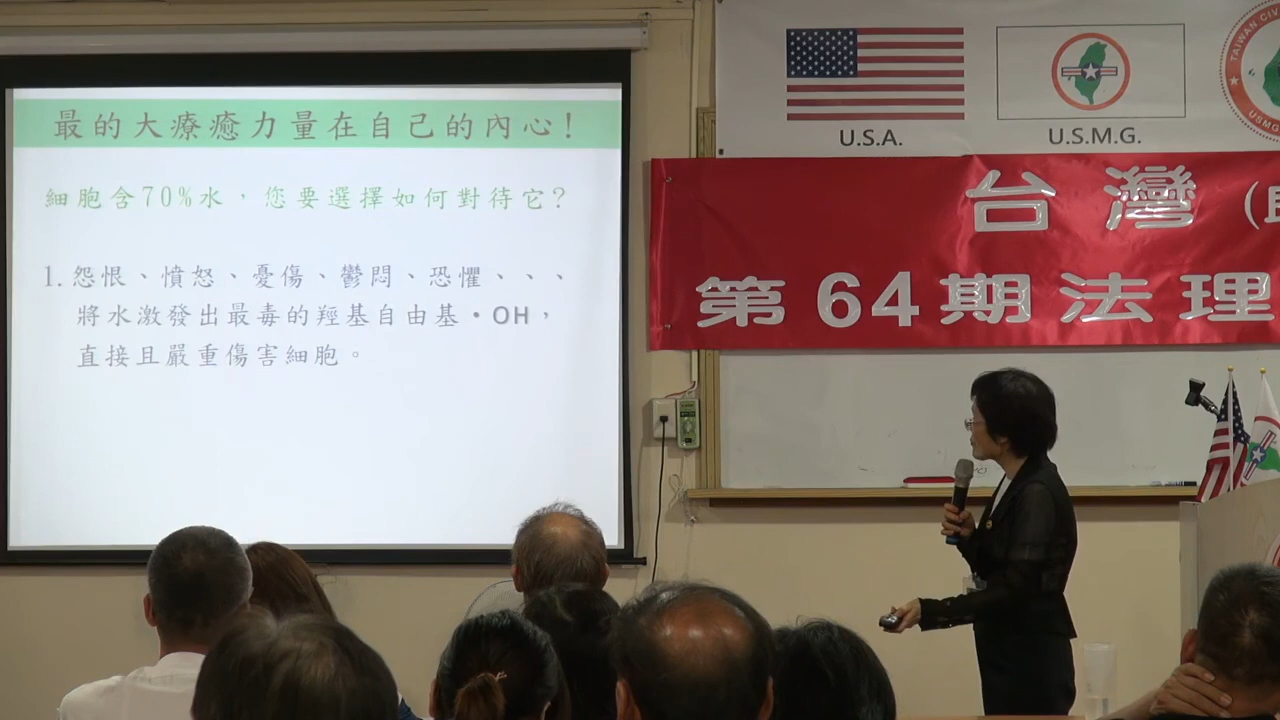 最的大療癒力量在自己的內心!
細胞含70%水，您要選擇如何對待它?
1. 怨恨、憤怒、憂傷、鬱悶、恐懼、、、
將水激發出最毒的羥基自由基·OH，
直接且嚴重傷害細胞。
U.S.A.
U.S.M.G.
TAIWAN CIV
USMG
台灣
第64期法理